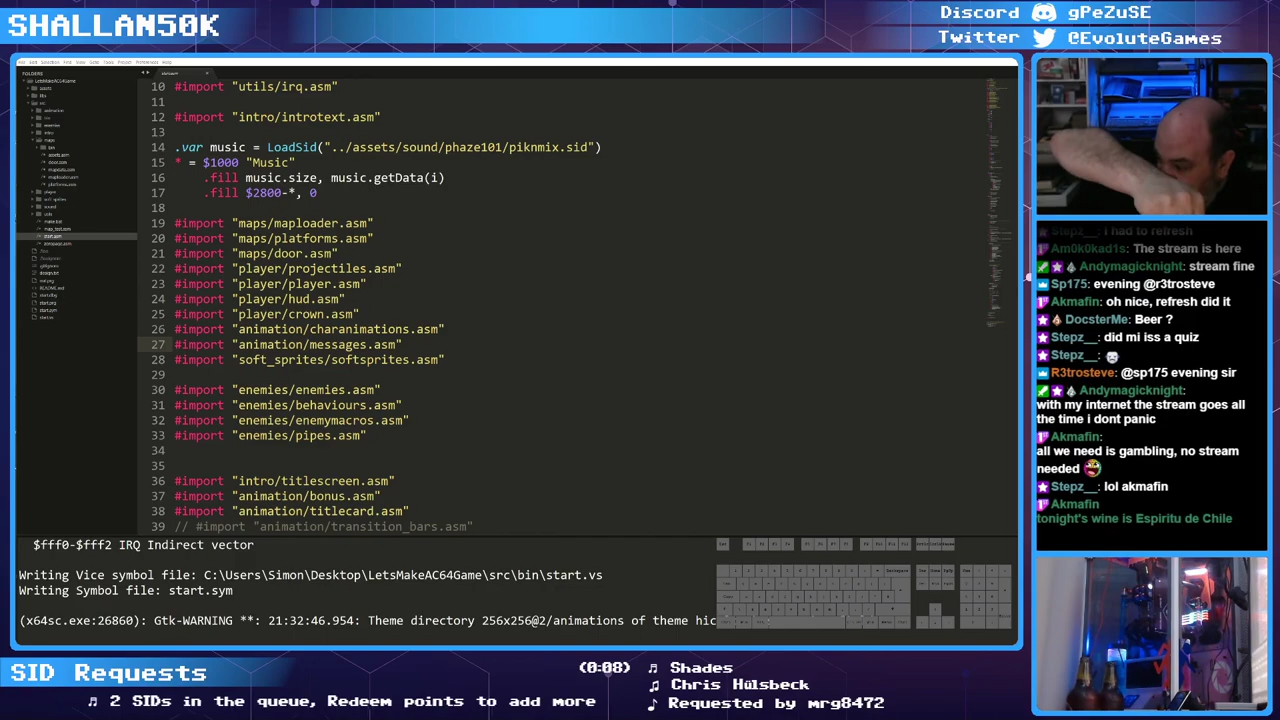 SHALLAN50K
Discord gPeZuSE
Twitter @EvoluteGames
FOLDERS
LetsMakeAC64Game
10 #import "utils/irq.asm"
11
12 #import "intro/introtext.asm"
13
14 .var music = LoadSid("../assets/sound/phaze101/piknmix.sid")
15 * = $1000 "Music"
16 .fill music.size, music.getData(i)
17 .fill $2800-*, 0
18
19 #import "maps/maploader.asm"
20 #import "maps/platforms.asm"
21 #import "maps/door.asm"
22 #import "player/projectiles.asm"
23 #import "player/player.asm"
24 #import "player/hud.asm"
25 #import "player/crown.asm"
26 #import "animation/charanimations.asm"
27 #import "animation/messages.asm"
28 #import "soft_sprites/softsprites.asm"
29
30 #import "enemies/enemies.asm"
31 #import "enemies/behaviours.asm"
32 #import "enemies/enemymacros.asm"
33 #import "enemies/pipes.asm"
34
35
36 #import "intro/titlescreen.asm"
37 #import "animation/bonus.asm"
38 #import "animation/titlecard.asm"
39 // #import "animation/transition_bars.asm"
$fff0-$fff2 IRQ Indirect vector
Writing Vice symbol file: C:\Users\Simon\Desktop\LetsMakeAC64Game\src\bin\start.vs
Writing Symbol file: start.sym
(x64sc.exe:26860): Gtk-WARNING **: 21:32:46.954: Theme directory 256x256@2/animations of theme hic
Stepz__: i had to refresh
Am0k0kad1s: The stream is here
Andymagicknight: stream fine
Sp175: evening @r3trosteve
Akmafin: oh nice, refresh did it
DocsterMe: Beer ?
Stepz__: did mi iss a quiz
Stepz__:
R3trosteve: @sp175 evening sir
Andymagicknight:
with my internet the stream goes all
the time i dont panic
Akmafin:
all we need is gambling, no stream
needed
Stepz__: lol akmafin
Akmafin
tonight's wine is Espiritu de Chile
SID Requests
2 SIDs in the queue, Redeem points to add more
(0:08) Shades
Chris Hülsbeck
Requested by mrg8472